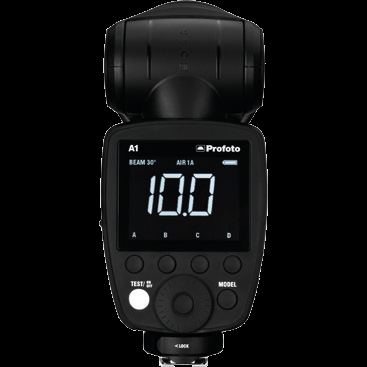 A1 Profoto
BEAM 30° AIR 1A
10.0
A B C D
TEST/ MODEL
< LOCK